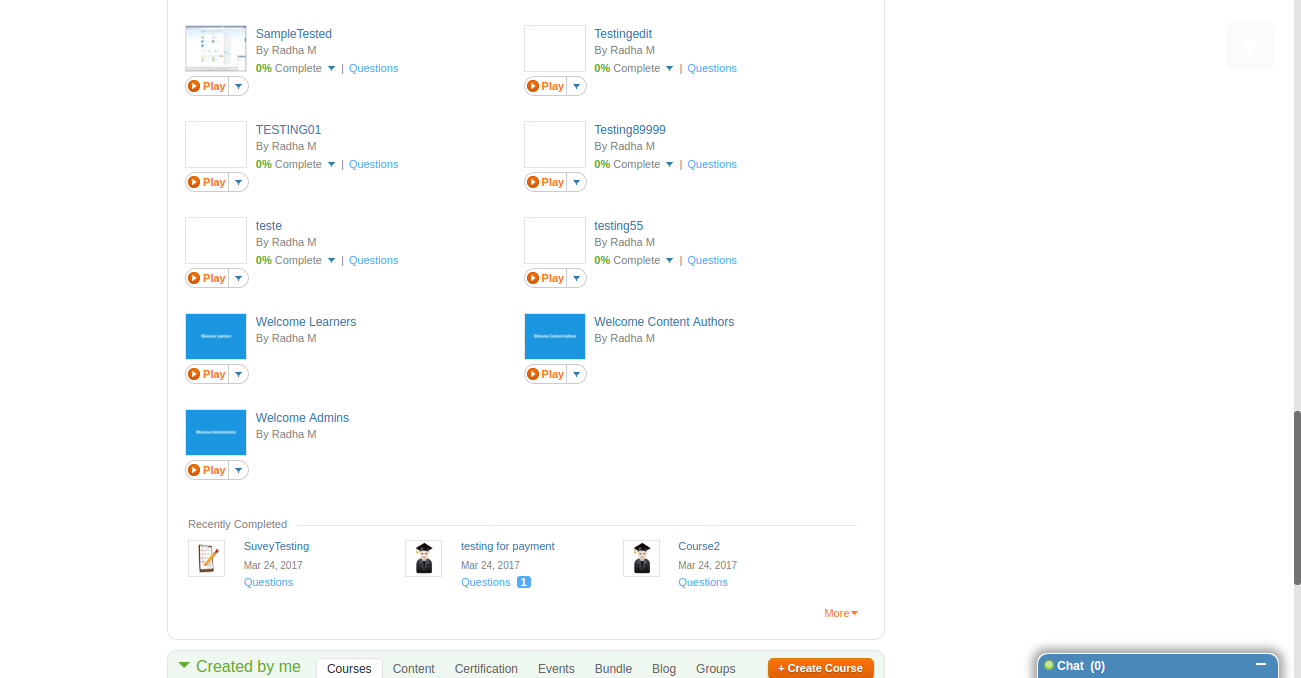 SampleTested
By Radha M
0% Complete | Questions
Play
Testingedit
By Radha M
0% Complete | Questions
Play
TESTING01
By Radha M
0% Complete | Questions
Play
Testing89999
By Radha M
0% Complete | Questions
Play
teste
By Radha M
0% Complete | Questions
Play
testing55
By Radha M
0% Complete | Questions
Play
Welcome Learners
Welcome Learners
By Radha M
Play
Welcome Content Authors
Welcome Content Authors
By Radha M
Play
Welcome Administrators
Welcome Admins
By Radha M
Play
Recently Completed
SuveyTesting
Mar 24, 2017
Questions
testing for payment
Mar 24, 2017
Questions 1
Course2
Mar 24, 2017
Questions
More
Created by me
Courses Content Certification Events Bundle Blog Groups
+ Create Course
Chat (0)